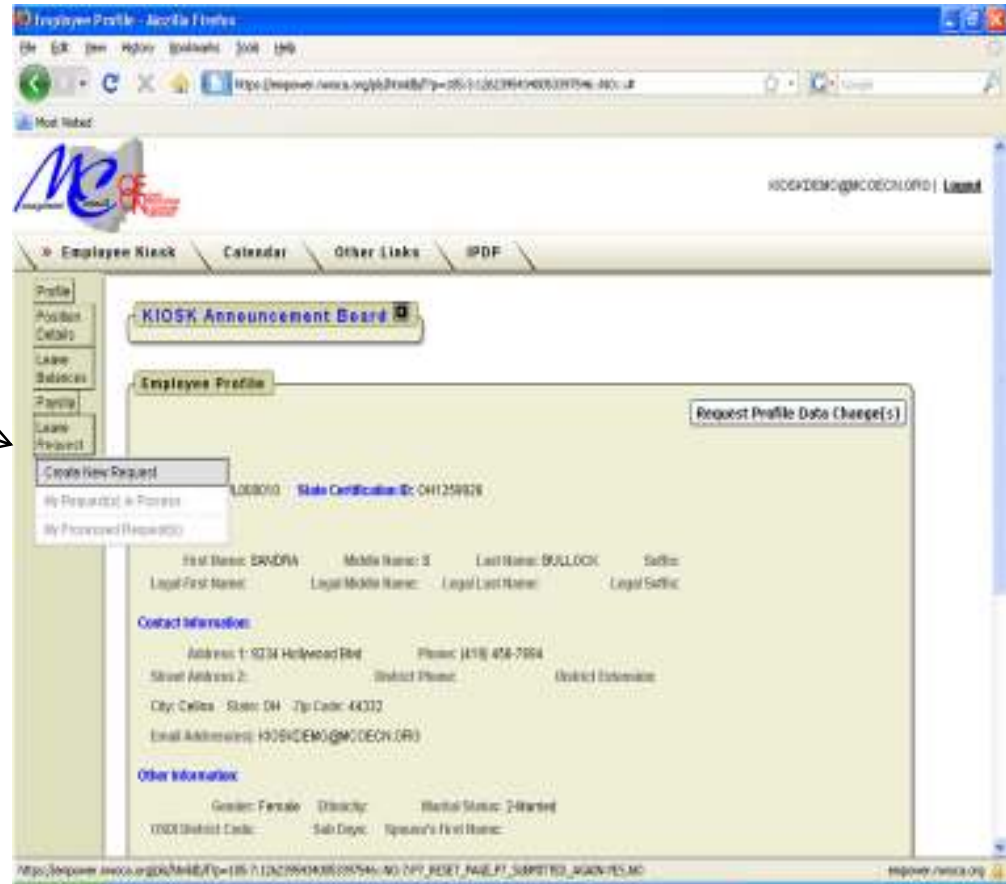 Employee Profile - Mozilla Firefox
File Edit View History Bookmarks Tools Help
Most Visited
KIOSKDEMO@MCOECN.ORG | Logout
» Employee Kiosk Calendar Other Links IPDP
Profile
Position Details
Leave Balances
Payslip
Leave Request
Create New Request
My Request(s) in Process
My Processed Request(s)
KIOSK Announcement Board
Employee Profile
Request Profile Data Change(s)
State Certification ID: OH1259928
First Name: SANDRA Middle Name: S Last Name: BULLOCK Suffix:
Legal First Name: Legal Middle Name: Legal Last Name: Legal Suffix:
Contact Information:
Address 1: 9234 Hollywood Blvd Phone: (419) 458-7894
Street Address 2: District Phone: District Extension:
City: Celina State: OH Zip Code: 44332
Email Address(es): KIOSKDEMO@MCOECN.ORG
Other Information:
Gender: Female Ethnicity: Marital Status: 2-Married
District Code: Sub Days: Spouse's First Name: